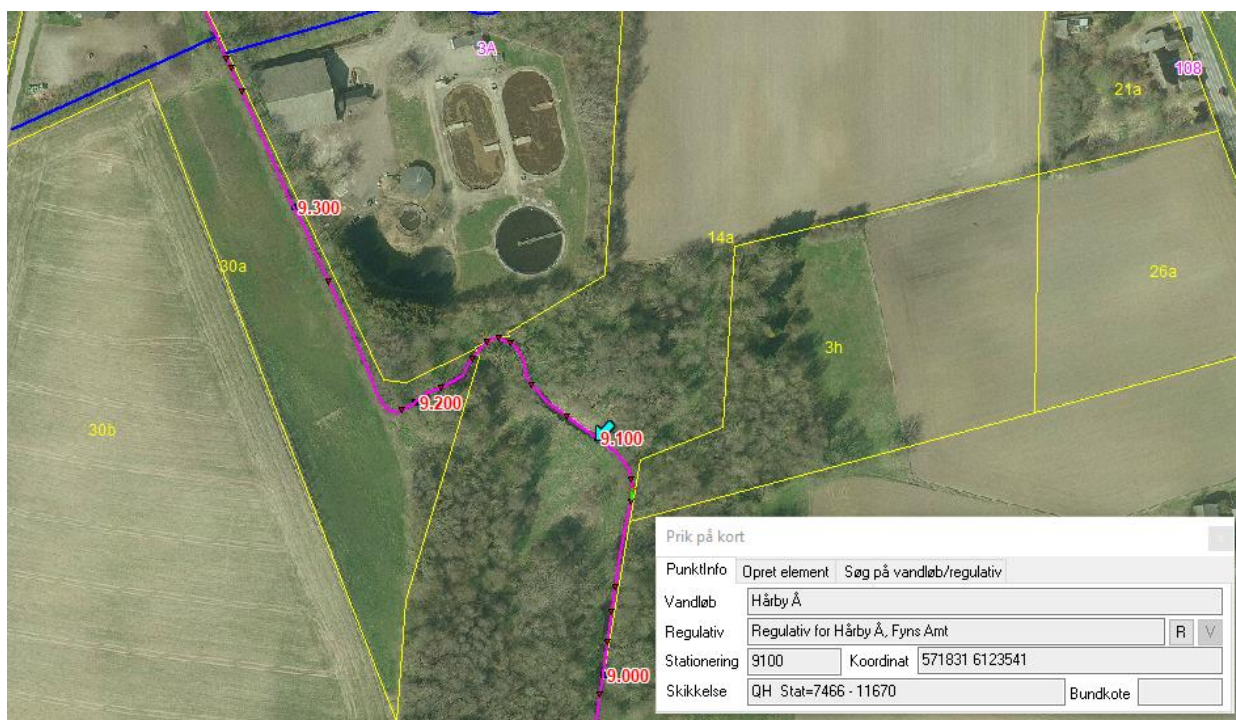 3A
108
21a
9.300
14a
30a
26a
3h
9.200
30b
9.100
9.000
Prik på kort
PunktInfo Opret element Søg på vandløb/regulativ
Vandløb Hårby Å
Regulativ Regulativ for Hårby Å, Fyns Amt R V
Stationering 9100 Koordinat 571831 6123541
Skikkelse QH Stat=7466 - 11670 Bundkote